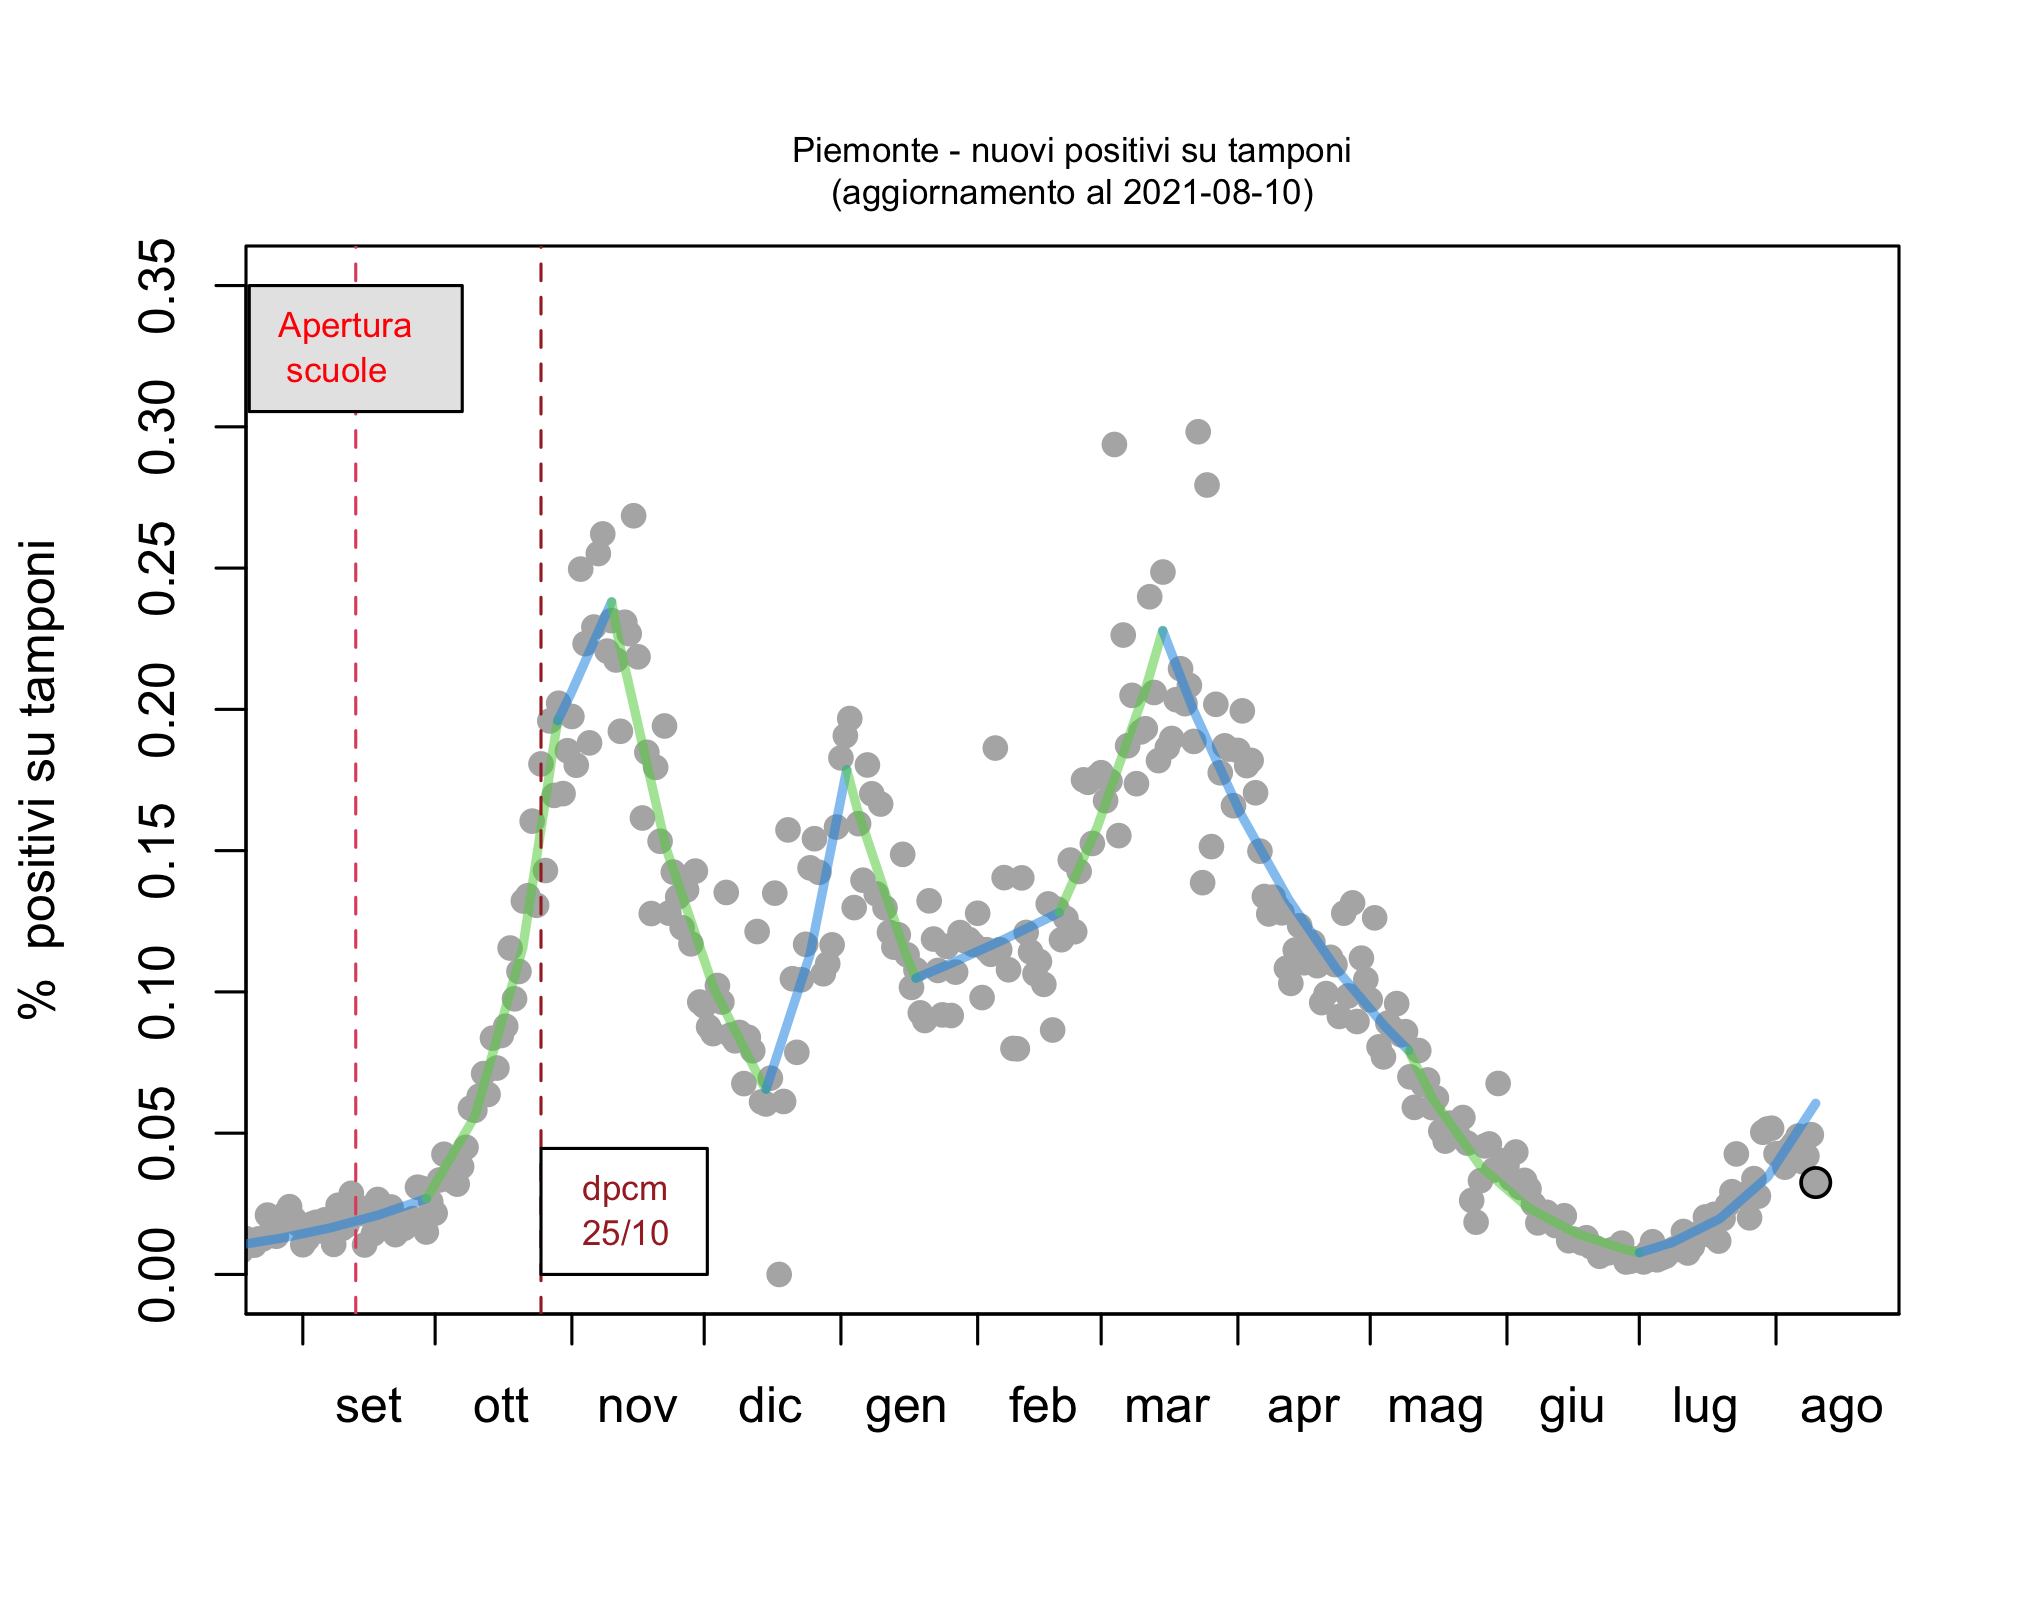 Piemonte - nuovi positivi su tamponi
(aggiornamento al 2021-08-10)
% positivi su tamponi
0.35
0.30
0.25
0.20
0.15
0.10
0.05
0.00
Apertura
scuole
dpcm
25/10
set ott nov dic gen feb mar apr mag giu lug ago